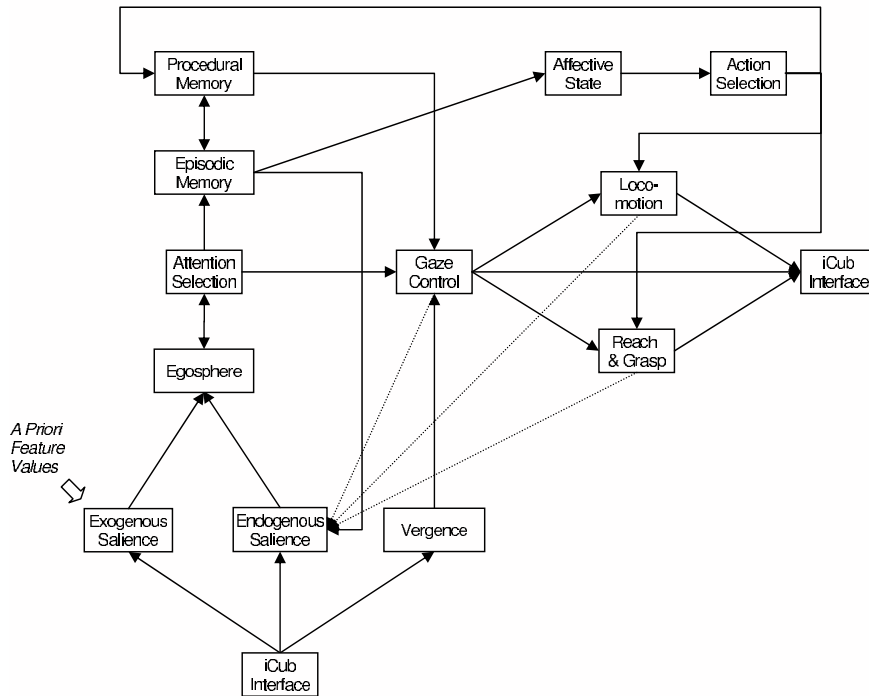 Procedural
Memory
Affective
State
Action
Selection
Episodic
Memory
Loco-
motion
Attention
Selection
Gaze
Control
iCub
Interface
Reach
& Grasp
Egosphere
A Priori
Feature
Values
Exogenous
Salience
Endogenous
Salience
Vergence
iCub
Interface